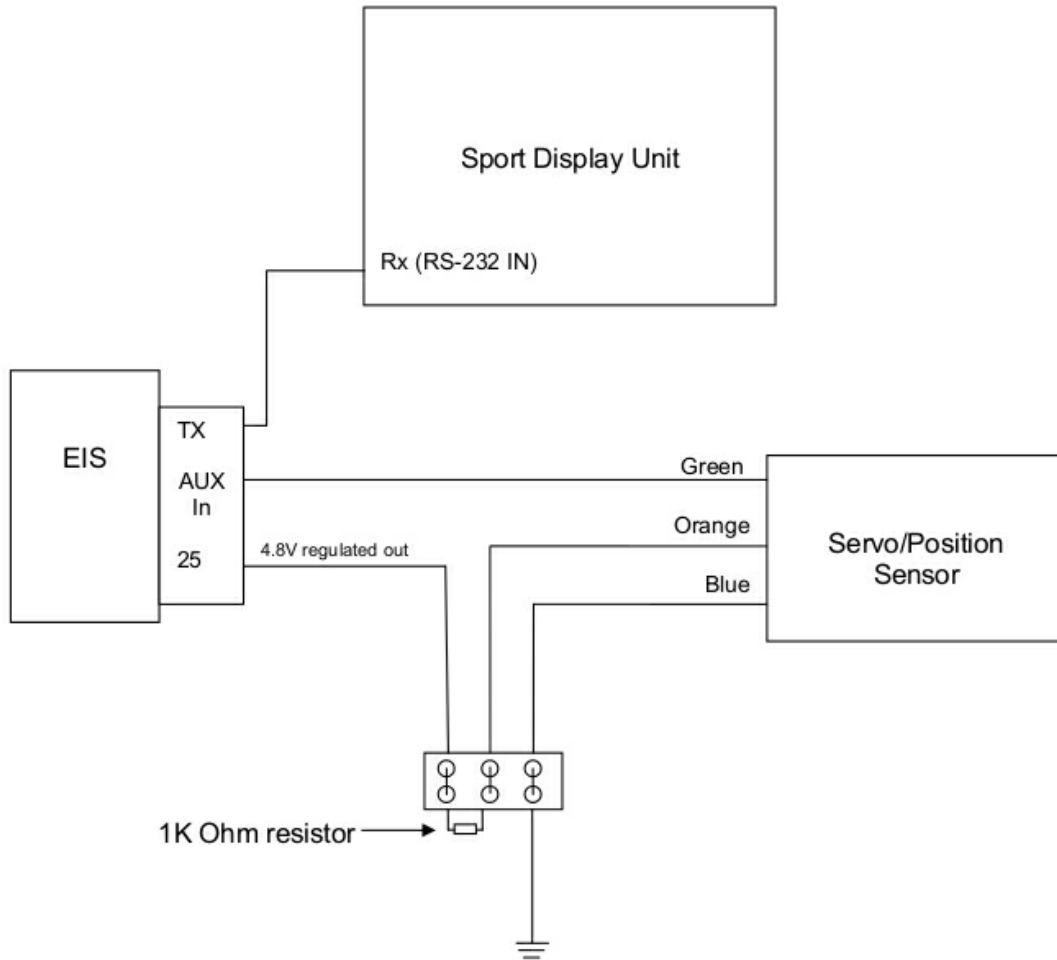 Sport Display Unit
Rx (RS-232 IN)
TX
EIS
AUX
In
Green
Orange
4.8V regulated out
25
Servo/Position
Sensor
Blue
1K Ohm resistor